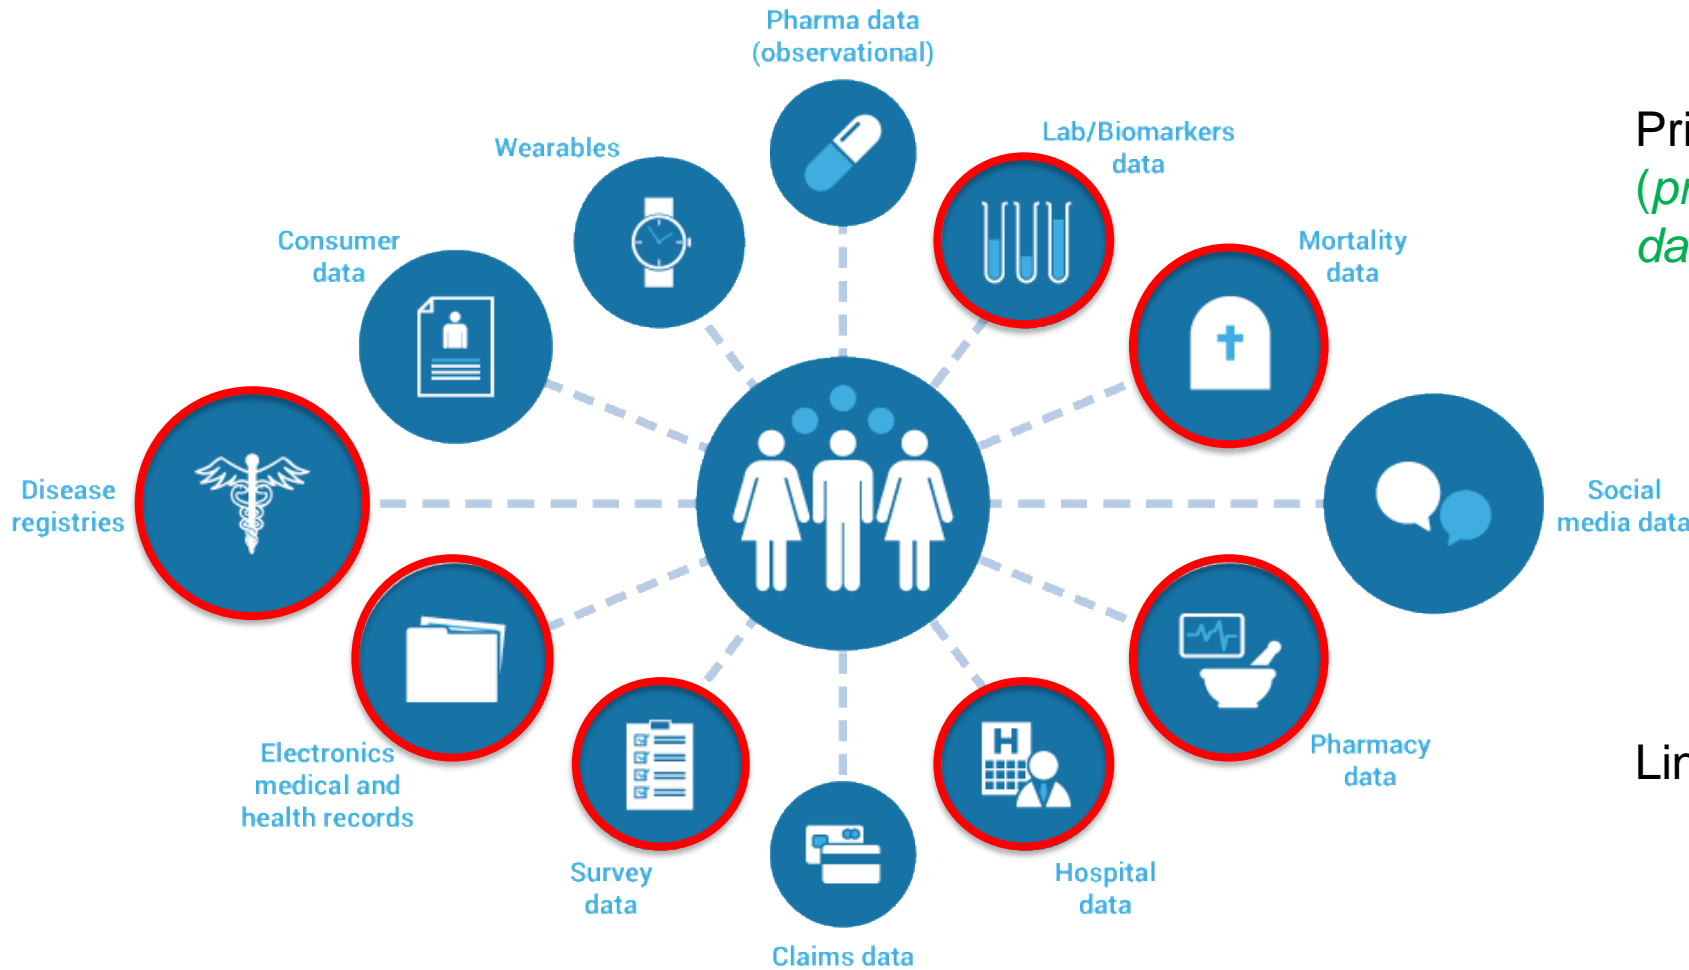 Pharma data
(observational)
Wearables
Lab/Biomarkers
data
Consumer
data
Mortality
data
Disease
registries
Social
media data
Electronics
medical and
health records
Survey
data
Claims data
Hospital
data
H
Pharmacy
data